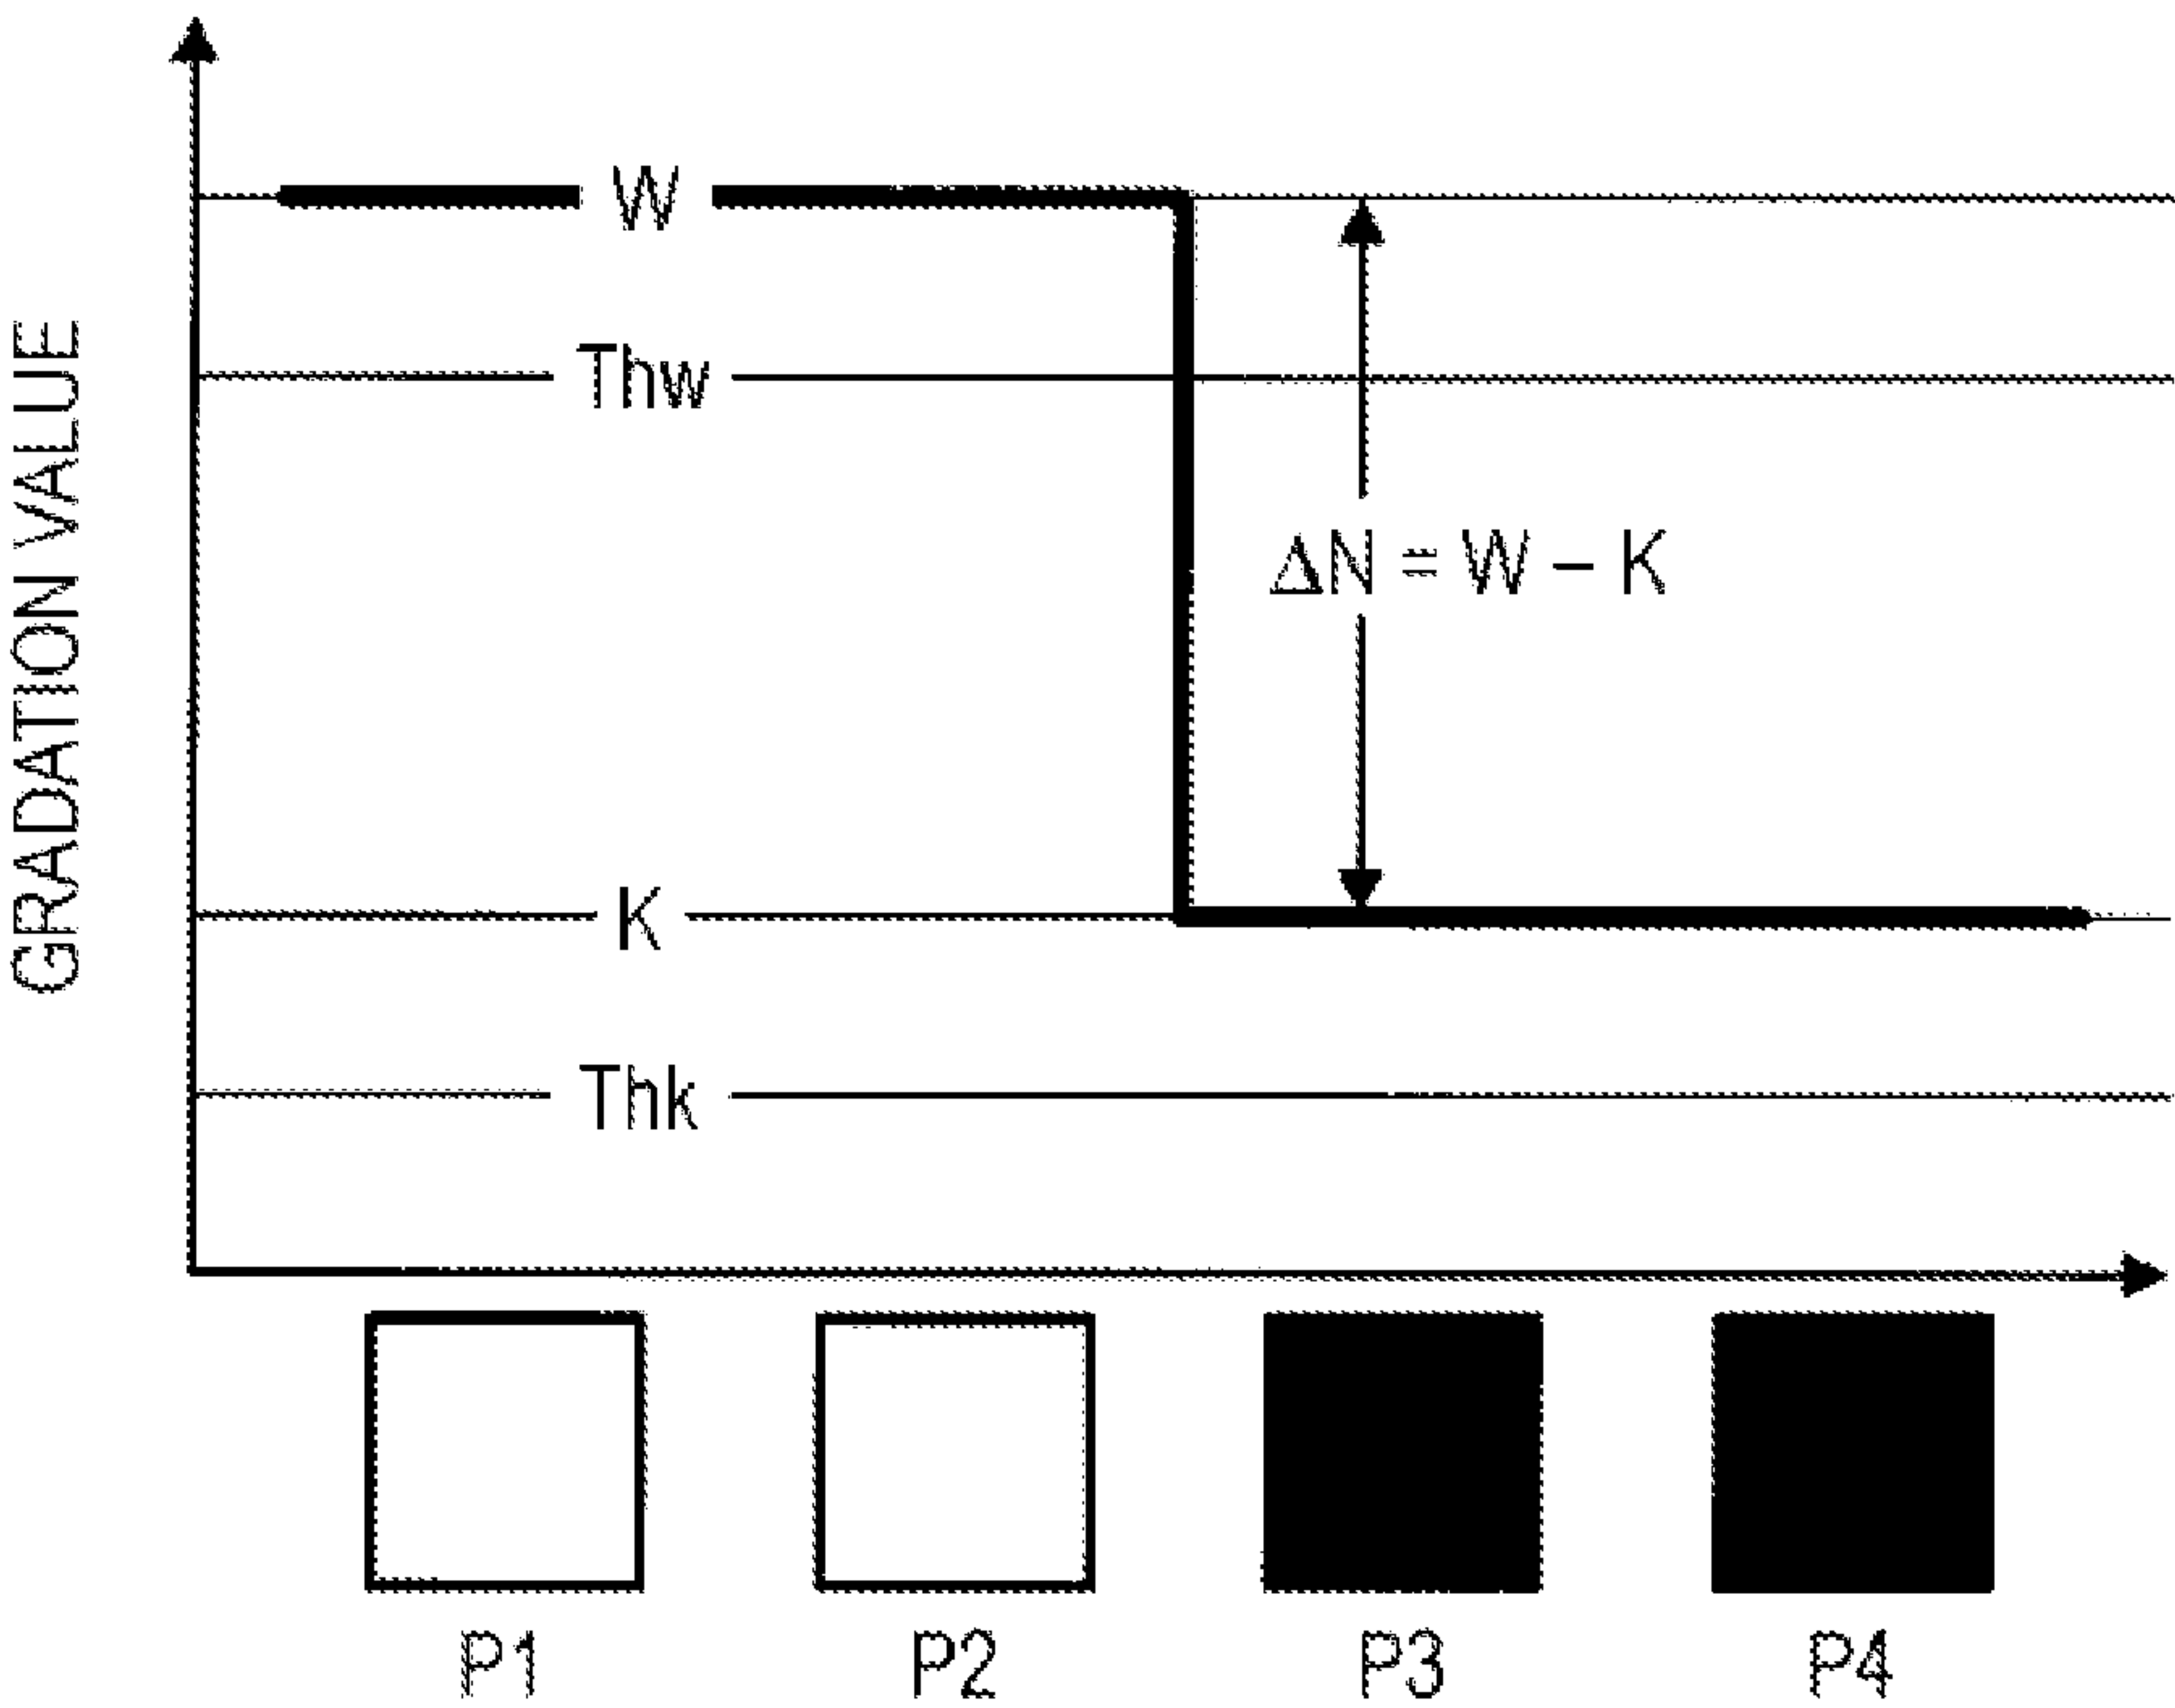 GRADATION VALUE
W
Thw
ΔN = W – K
K
Thk
P1 P2 P3 P4